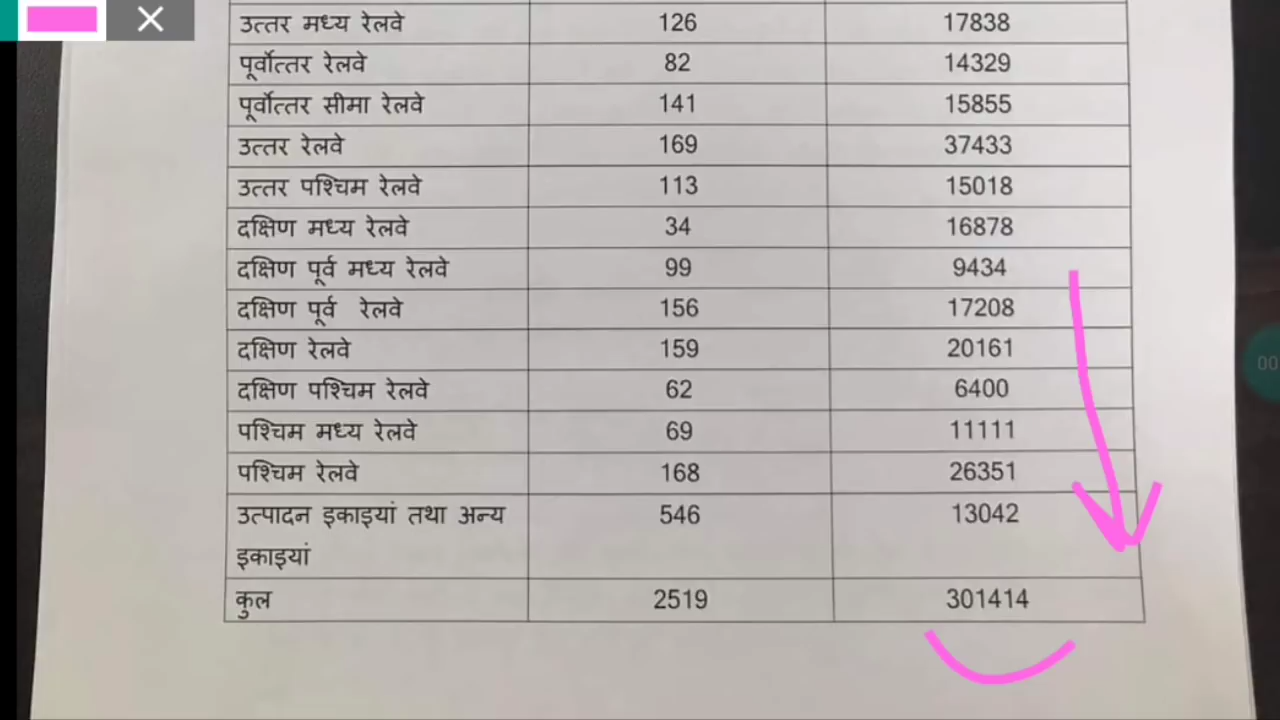 उत्तर मध्य रेलवे 126 17838
पूर्वोत्तर रेलवे 82 14329
पूर्वोत्तर सीमा रेलवे 141 15855
उत्तर रेलवे 169 37433
उत्तर पश्चिम रेलवे 113 15018
दक्षिण मध्य रेलवे 34 16878
दक्षिण पूर्व मध्य रेलवे 99 9434
दक्षिण पूर्व रेलवे 156 17208
दक्षिण रेलवे 159 20161
दक्षिण पश्चिम रेलवे 62 6400
पश्चिम मध्य रेलवे 69 11111
पश्चिम रेलवे 168 26351
उत्पादन इकाइयां तथा अन्य 546 13042
इकाइयां
कुल 2519 301414
00